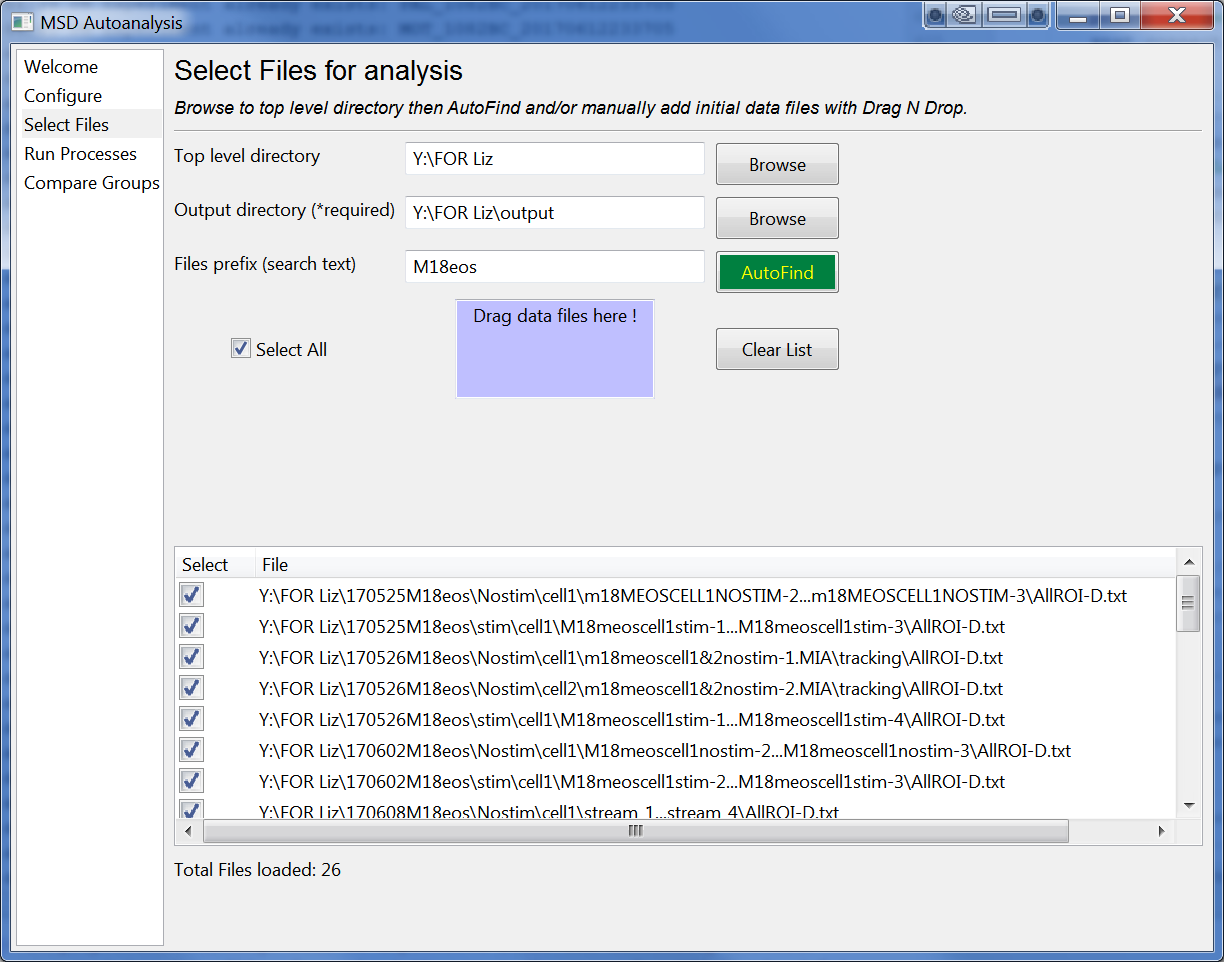 MSD Autoanalysis
Welcome
Configure
Select Files
Run Processes
Compare Groups
Select Files for analysis
Browse to top level directory then AutoFind and/or manually add initial data files with Drag N Drop.
Top level directory
Y:\FOR Liz
Browse
Output directory (*required)
Y:\FOR Liz\output
Browse
Files prefix (search text)
M18eos
AutoFind
Drag data files here !
Select All
Clear List
Select File
Y:\FOR Liz\170525M18eos\Nostim\cell1\m18MEOSCELL1NOSTIM-2...m18MEOSCELL1NOSTIM-3\AllROI-D.txt
Y:\FOR Liz\170525M18eos\stim\cell1\M18meoscell1stim-1...M18meoscell1stim-3\AllROI-D.txt
Y:\FOR Liz\170526M18eos\Nostim\cell1\m18meoscell1&2nostim-1.MIA\tracking\AllROI-D.txt
Y:\FOR Liz\170526M18eos\Nostim\cell2\m18meoscell1&2nostim-2.MIA\tracking\AllROI-D.txt
Y:\FOR Liz\170526M18eos\stim\cell1\M18meoscell1stim-1...M18meoscell1stim-4\AllROI-D.txt
Y:\FOR Liz\170602M18eos\Nostim\cell1\M18meoscell1nostim-2...M18meoscell1nostim-3\AllROI-D.txt
Y:\FOR Liz\170602M18eos\stim\cell1\M18meoscell1stim-2...M18meoscell1stim-3\AllROI-D.txt
Y:\FOR Liz\170608M18eos\Nostim\cell1\stream_1...stream_4\AllROI-D.txt
Total Files loaded: 26